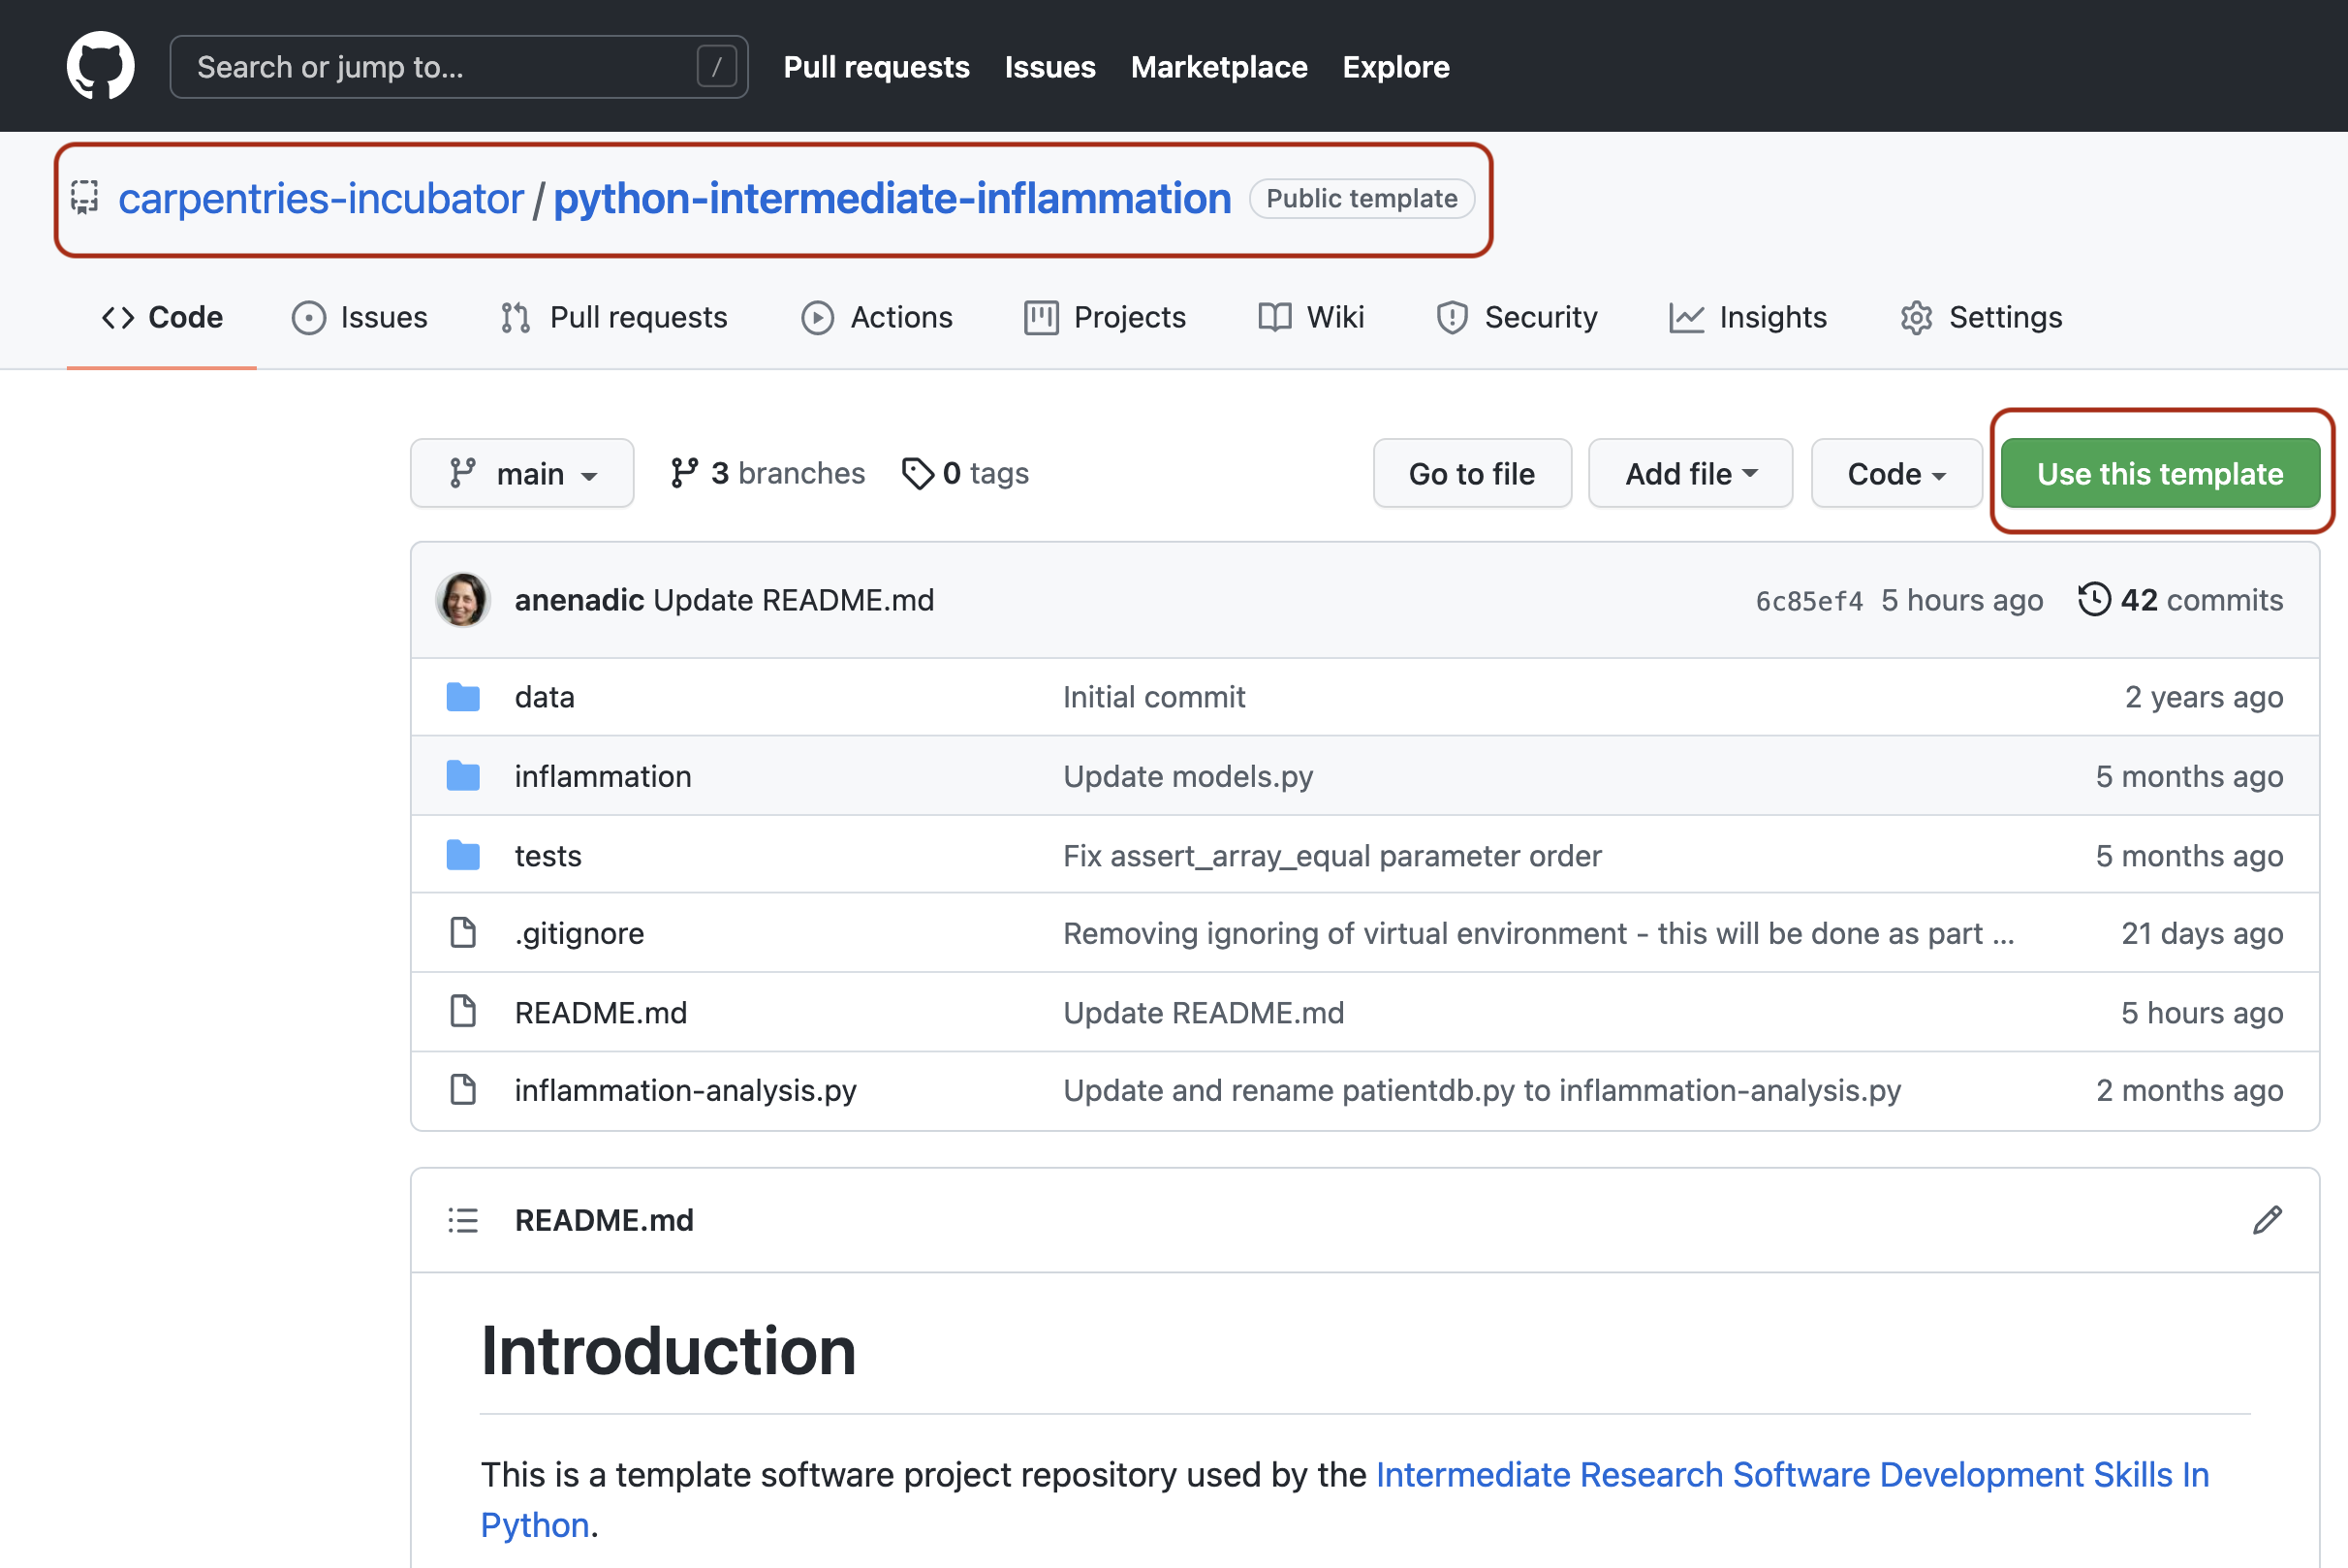 Search or jump to... / Pull requests Issues Marketplace Explore
carpentries-incubator / python-intermediate-inflammation Public template
Code Issues Pull requests Actions Projects Wiki Security Insights Settings
main 3 branches 0 tags Go to file Add file Code Use this template
anenadic Update README.md 6c85ef4 5 hours ago 42 commits
data Initial commit 2 years ago
inflammation Update models.py 5 months ago
tests Fix assert_array_equal parameter order 5 months ago
.gitignore Removing ignoring of virtual environment - this will be done as part ... 21 days ago
README.md Update README.md 5 hours ago
inflammation-analysis.py Update and rename patientdb.py to inflammation-analysis.py 2 months ago
README.md
Introduction
This is a template software project repository used by the Intermediate Research Software Development Skills In
Python.